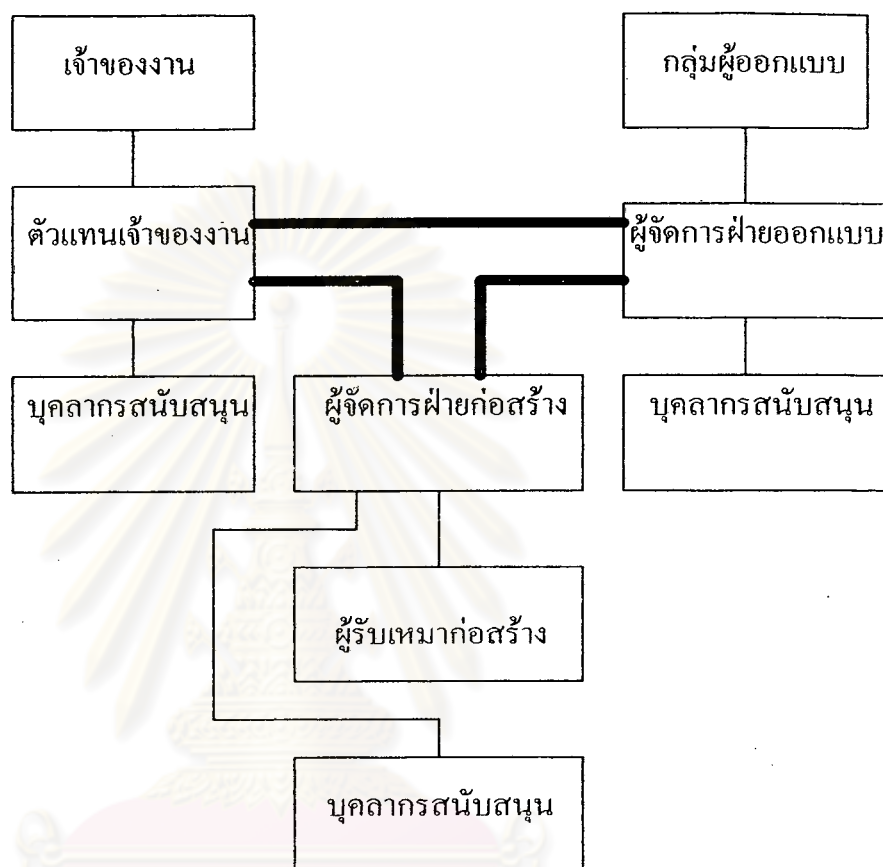 เจ้าของงาน
กลุ่มผู้ออกแบบ
ตัวแทนเจ้าของงาน
ผู้จัดการฝ่ายออกแบบ
บุคลากรสนับสนุน
ผู้จัดการฝ่ายก่อสร้าง
บุคลากรสนับสนุน
ผู้รับเหมาก่อสร้าง
บุคลากรสนับสนุน